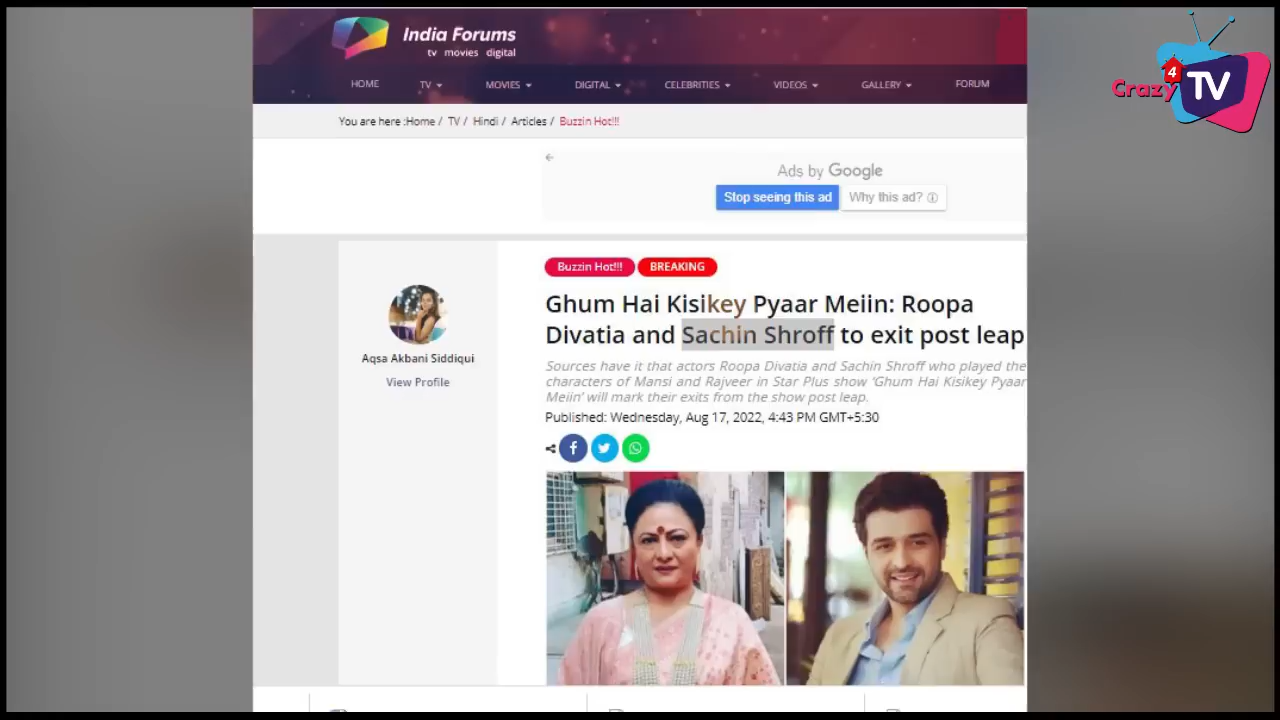 India Forums
tv movies digital
Crazy 4 TV
HOME TV MOVIES DIGITAL CELEBRITIES VIDEOS GALLERY FORUM
You are here :Home / TV / Hindi / Articles / Buzzin Hot!!!
Ads by Google
Stop seeing this ad Why this ad?
Buzzin Hot!!! BREAKING
Ghum Hai Kisikey Pyaar Meiin: Roopa
Divatia and Sachin Shroff to exit post leap
Aqsa Akbani Siddiqui
View Profile
Sources have it that actors Roopa Divatia and Sachin Shroff who played the
characters of Mansi and Rajveer in Star Plus show ‘Ghum Hai Kisikey Pyaar
Meiin’ will mark their exits from the show post leap.
Published: Wednesday, Aug 17, 2022, 4:43 PM GMT+5:30